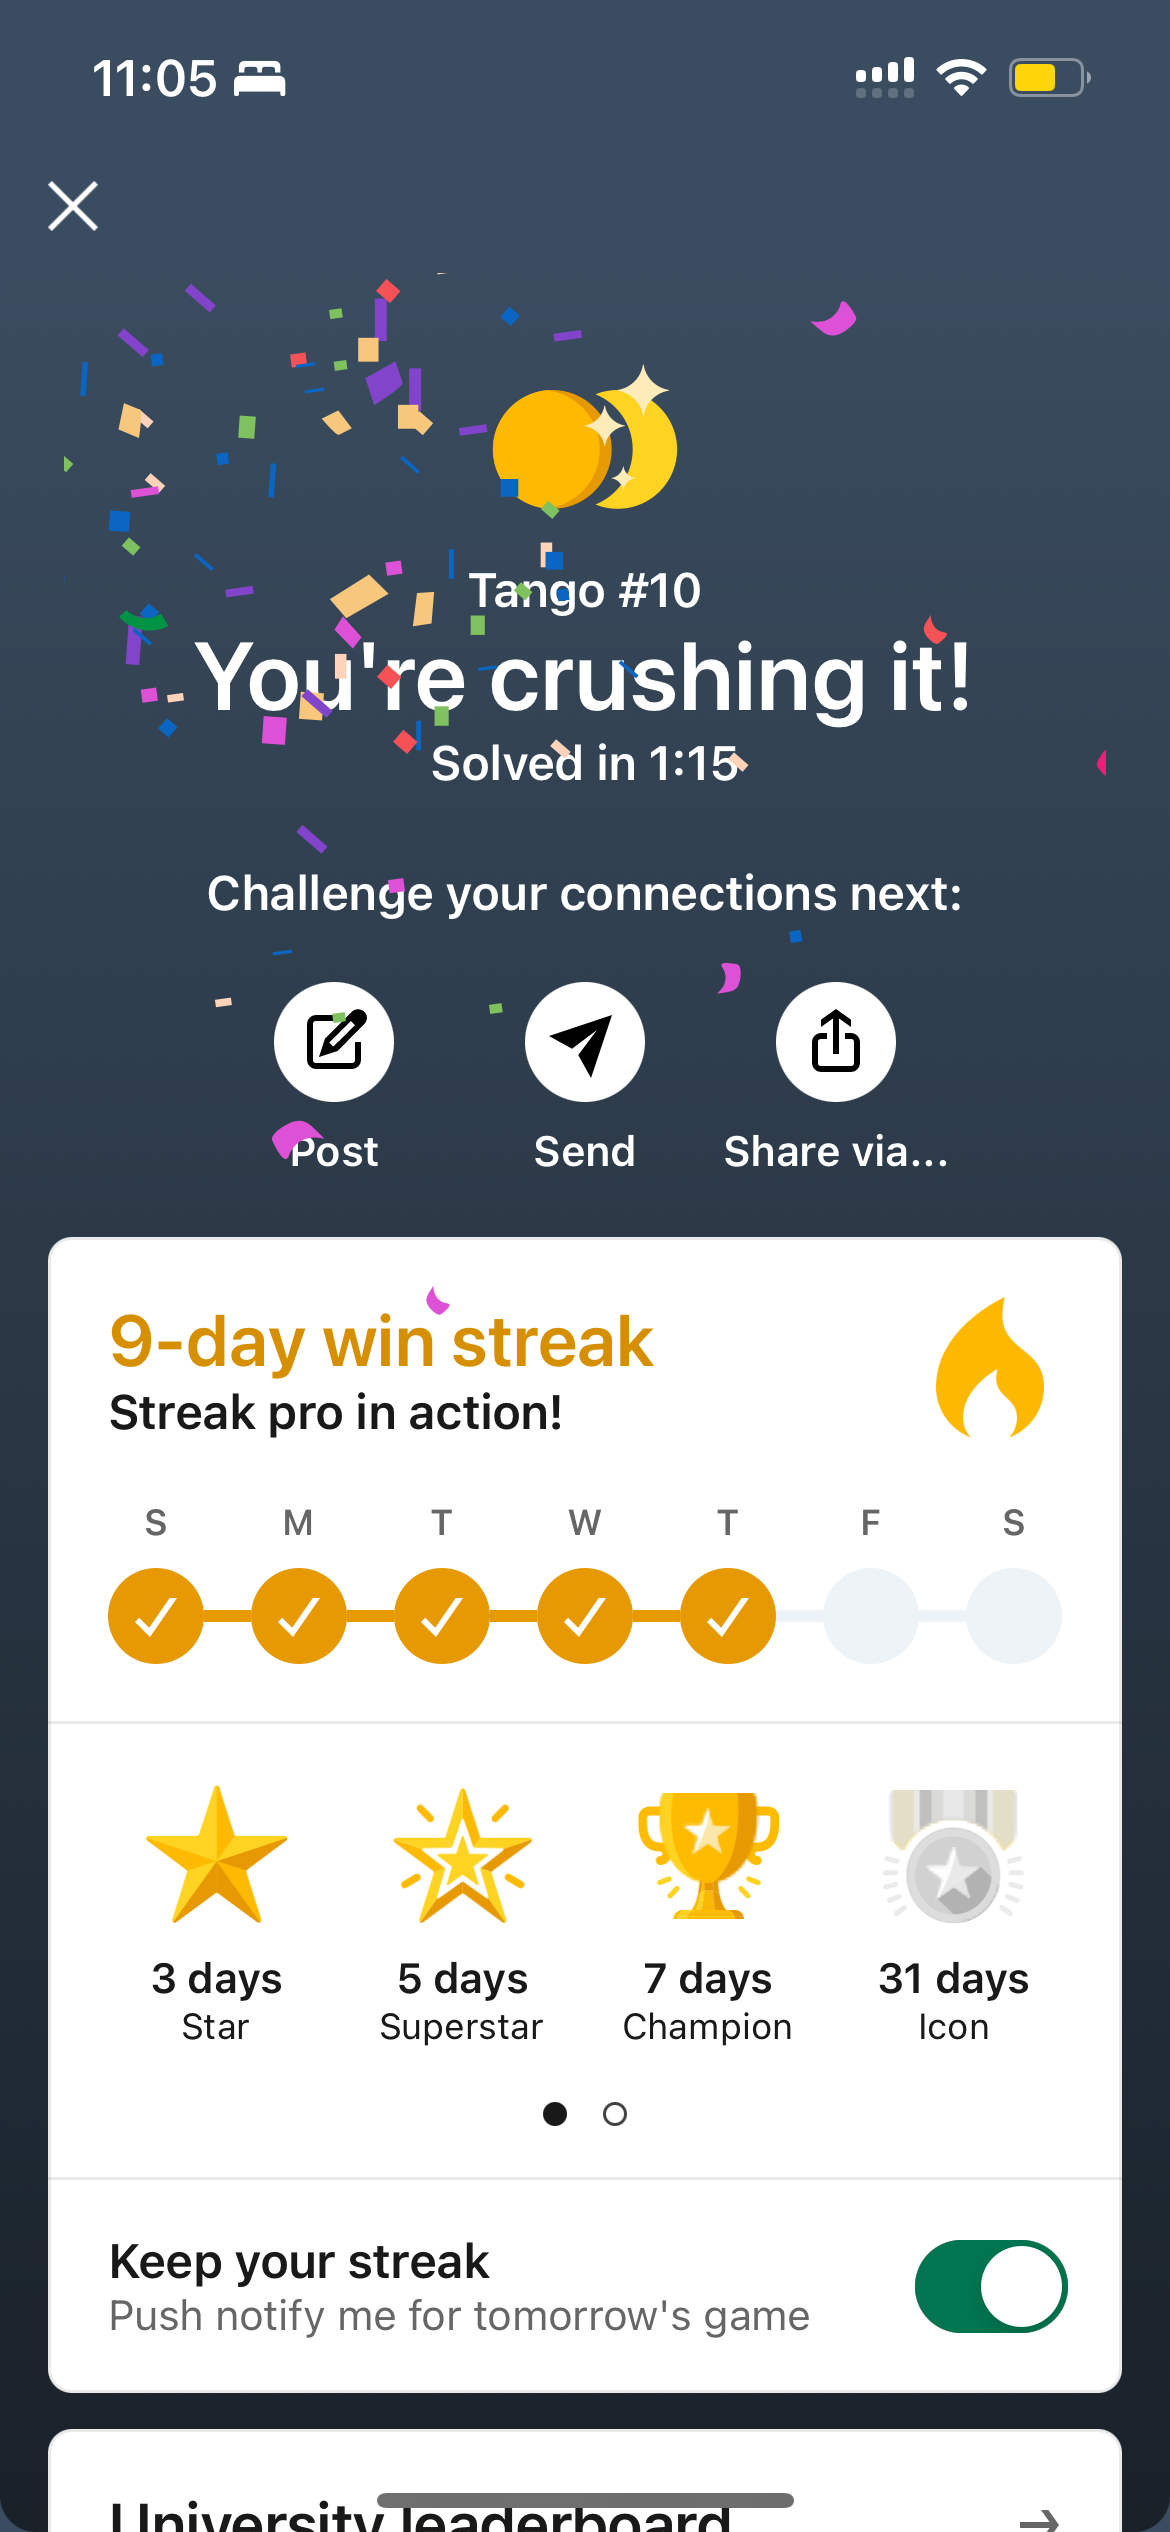 11:05
Tango #10
You're crushing it!
Solved in 1:15
Challenge your connections next:
Post
Send
Share via...
9-day win streak
Streak pro in action!
S M T W T F S
3 days
Star
5 days
Superstar
7 days
Champion
31 days
Icon
Keep your streak
Push notify me for tomorrow's game
University leaderboard